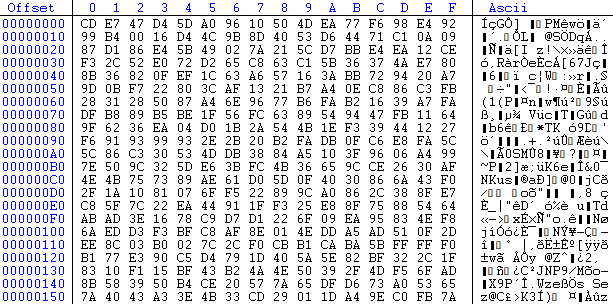 Offset 0 1 2 3 4 5 6 7 8 9 A B C D E F Ascii
00000000 CD E7 47 D4 5D A0 96 10 50 4D EA 77 F6 98 E4 92 ÍçGÔ] PMêwö ä
00000010 99 B4 00 16 D4 4C 9B 8D 40 53 D6 44 71 C1 0A 09 ´ ÔL @SÖDqÁ
00000020 87 D1 86 E4 5B 49 02 7A 21 5C D7 BB E4 EA 12 CE Ñ ä[I z!\×»äê Î
00000030 F3 2C 52 E0 72 D2 65 C8 63 C1 5B 36 37 4A E7 80 ó,RàrÒeÈcÁ[67Jç
00000040 8B 36 82 0F EF 1C 63 A6 57 16 3A BB 72 94 20 A7 6 ï c¦W :»r §
00000050 9D 0B F7 22 80 3C AF 13 21 B7 A4 0E C8 86 C3 FB ÷" <¯ !·¤ È Ãû
00000060 28 31 28 50 87 A4 6E 96 77 B6 FA B2 16 39 A7 FA (1(P ¤n w¶ú² 9§ú
00000070 DF B8 B9 B5 BE 1F 56 FC 63 89 54 94 47 FB 11 64 ß¸¹µ¾ Vüc T Gû d
00000080 9F 62 36 EA 04 D0 1B 2A 54 4B 1E F3 39 44 12 27 b6ê Ð *TK ó9D '
00000090 F6 91 93 99 93 2E 2B 20 B2 FA DB 0F C6 E8 FA 5C ö .+ ²úÛ Æèú\
000000A0 5C 86 C3 30 53 4D DB 38 84 A5 10 3F 96 06 A4 99 \ Ã0SMÛ8 ¥ ? ¤
000000B0 7E 50 9C 32 5D E6 3B FC 4B 36 65 9C CE 26 30 AF ~P 2]æ;üK6e Î&0¯
000000C0 4E 4B 75 73 89 AE 61 D0 5D 0F 40 30 86 6A 43 F0 NKus ®aÐ] @0 jCð
000000D0 2F 1A 10 81 07 6F F5 22 89 9C A0 86 2C 38 8F E7 / oõ" ,8 ç
000000E0 C8 5F 7C 22 EA 44 91 1F F3 25 E8 8F 75 88 54 64 È_|"êD ó%è u Td
000000F0 AB AD 3E 16 78 C9 D7 D1 22 6F 09 EA 95 83 4E F8 «­> xÉ×Ñ"o ê Nø
00000100 6A ED D3 F3 BF C8 AF 8E 01 4E DD A5 AD 51 0F 2D jíÓó¿È¯ NÝ¥­Q -
00000110 EE 8C 03 B0 02 7C 2C F0 CB B1 CA BA 5B FF FF F0 î ° |,ðË±Êº[ÿÿð
00000120 B1 77 E3 90 C5 D4 79 1D 40 5A 5E 82 BF 32 2C 1F ±wã ÅÔy @Z^ ¿2,
00000130 83 10 F1 15 BF 43 B2 4A 4E 50 39 2F 4D F5 6F AD ñ ¿C²JNP9/Mõo­
00000140 8B 58 39 50 B4 C2 20 57 7A 65 DF D6 73 A0 53 65 X9P´Â WzeßÖs Se
00000150 7A 40 43 A3 3E 4B 33 CD 29 01 1D A4 9E C0 FB 7A z@C£>K3Í) ¤ Àûz